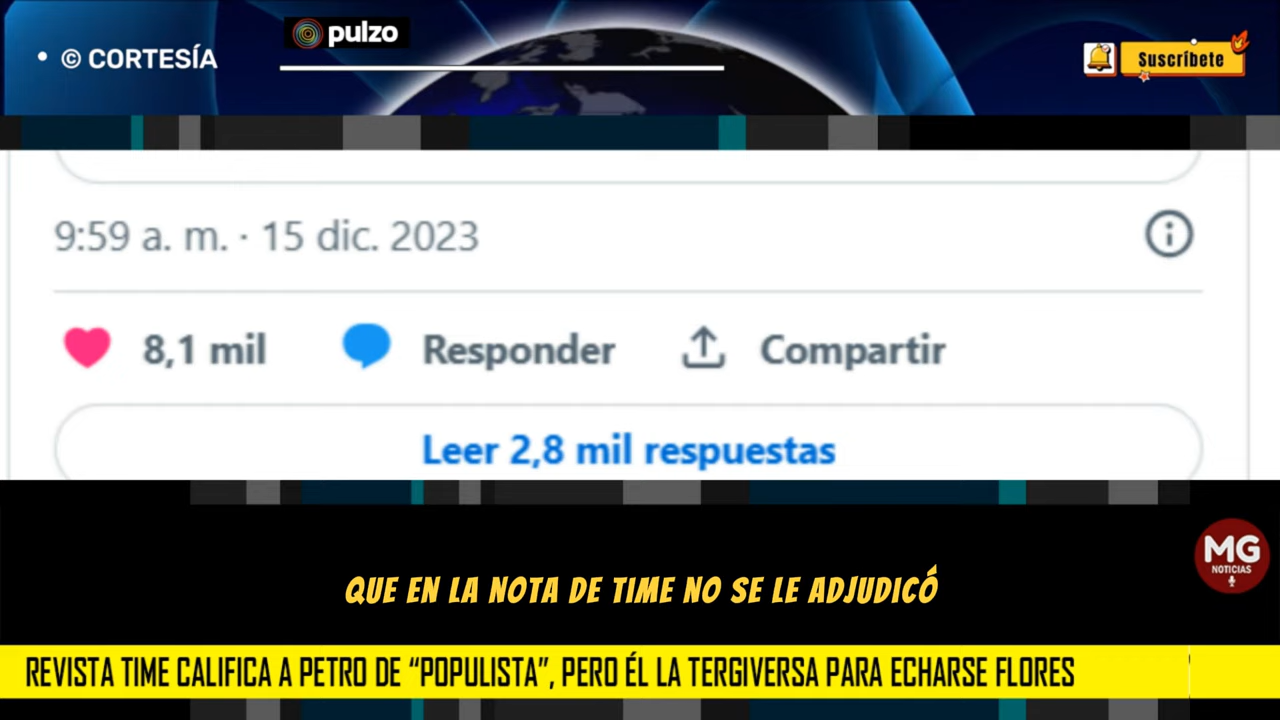 • © CORTESÍA
pulzo
Suscríbete
9:59 a. m. · 15 dic. 2023
8,1 mil Responder Compartir
Leer 2,8 mil respuestas
MG
NOTICIAS
QUE EN LA NOTA DE TIME NO SE LE ADJUDICÓ
REVISTA TIME CALIFICA A PETRO DE “POPULISTA”, PERO ÉL LA TERGIVERSA PARA ECHARSE FLORES